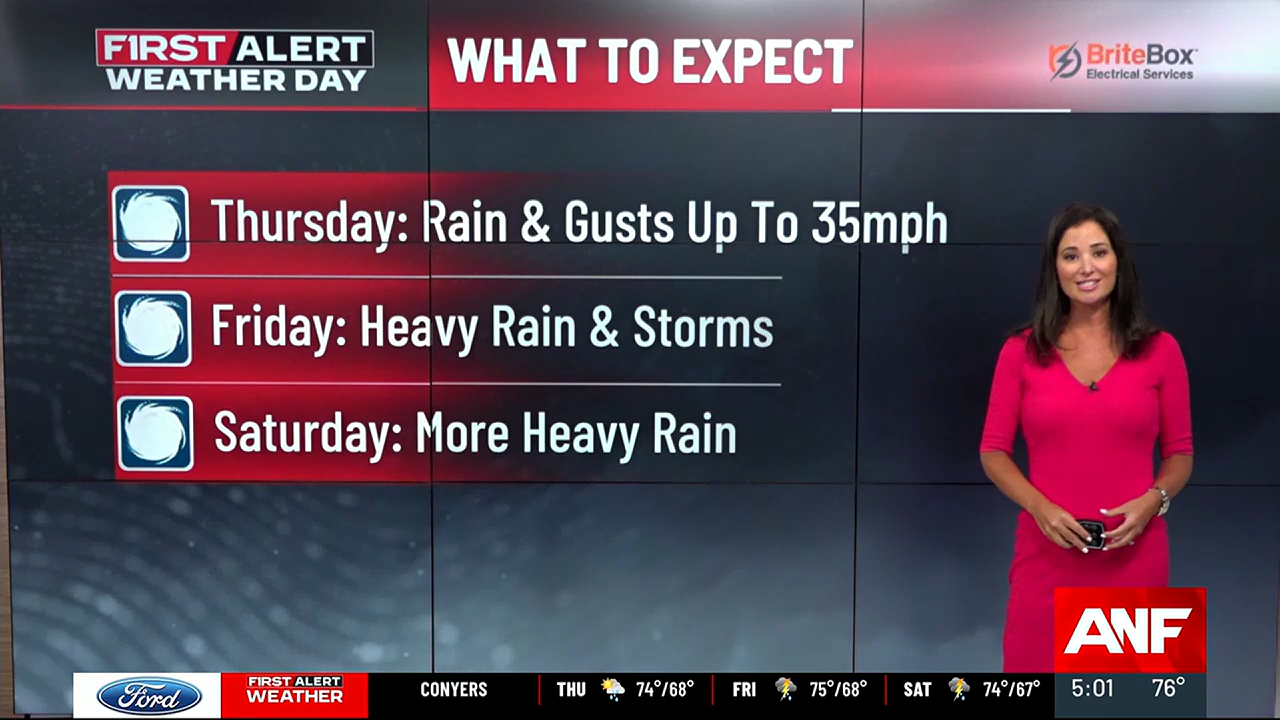 F1RST ALERT
WEATHER DAY
WHAT TO EXPECT
BriteBox
Electrical Services
Thursday: Rain & Gusts Up To 35mph
Friday: Heavy Rain & Storms
Saturday: More Heavy Rain
ANF
Ford
FIRST ALERT
WEATHER
CONYERS
THU 74°/68°
FRI 75°/68°
SAT 74°/67°
5:01 76°